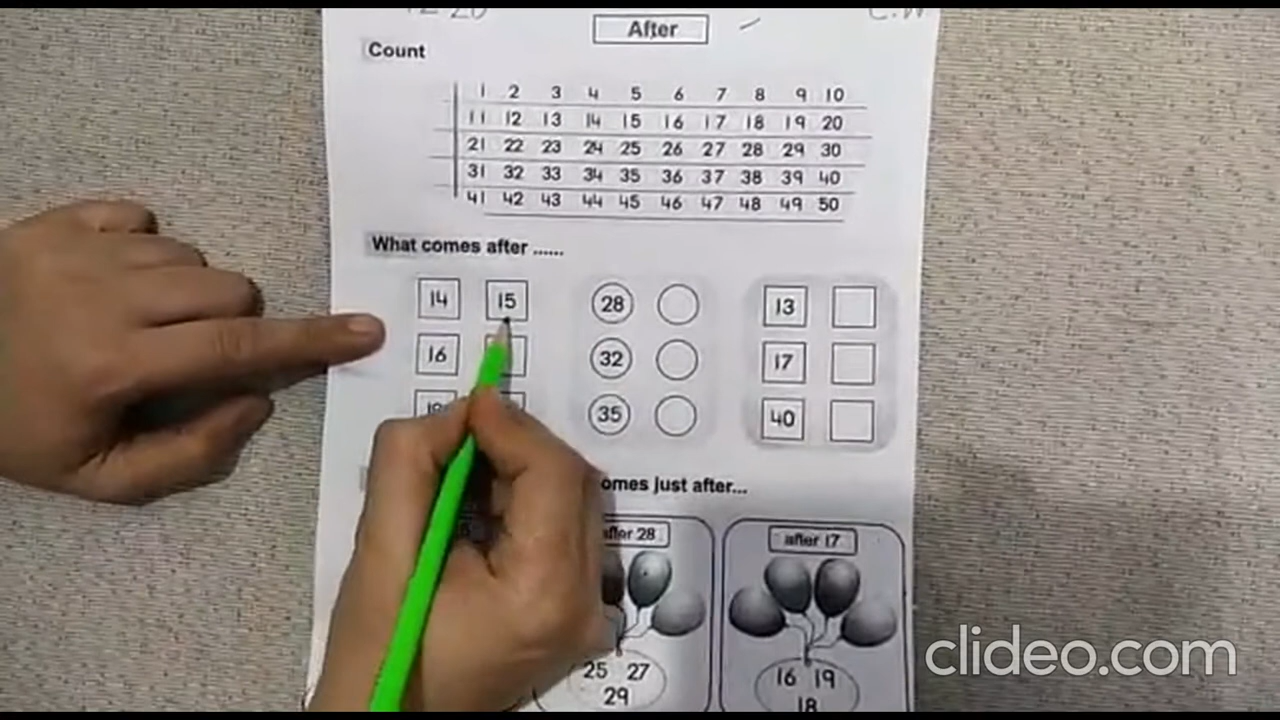 After
Count
1 2 3 4 5 6 7 8 9 10
11 12 13 14 15 16 17 18 19 20
21 22 23 24 25 26 27 28 29 30
31 32 33 34 35 36 37 38 39 40
41 42 43 44 45 46 47 48 49 50
What comes after ......
14 15 28 13
16 32 17
35 40
omes just after...
after 28 after 17
25 27 16 19
29 18
clideo.com